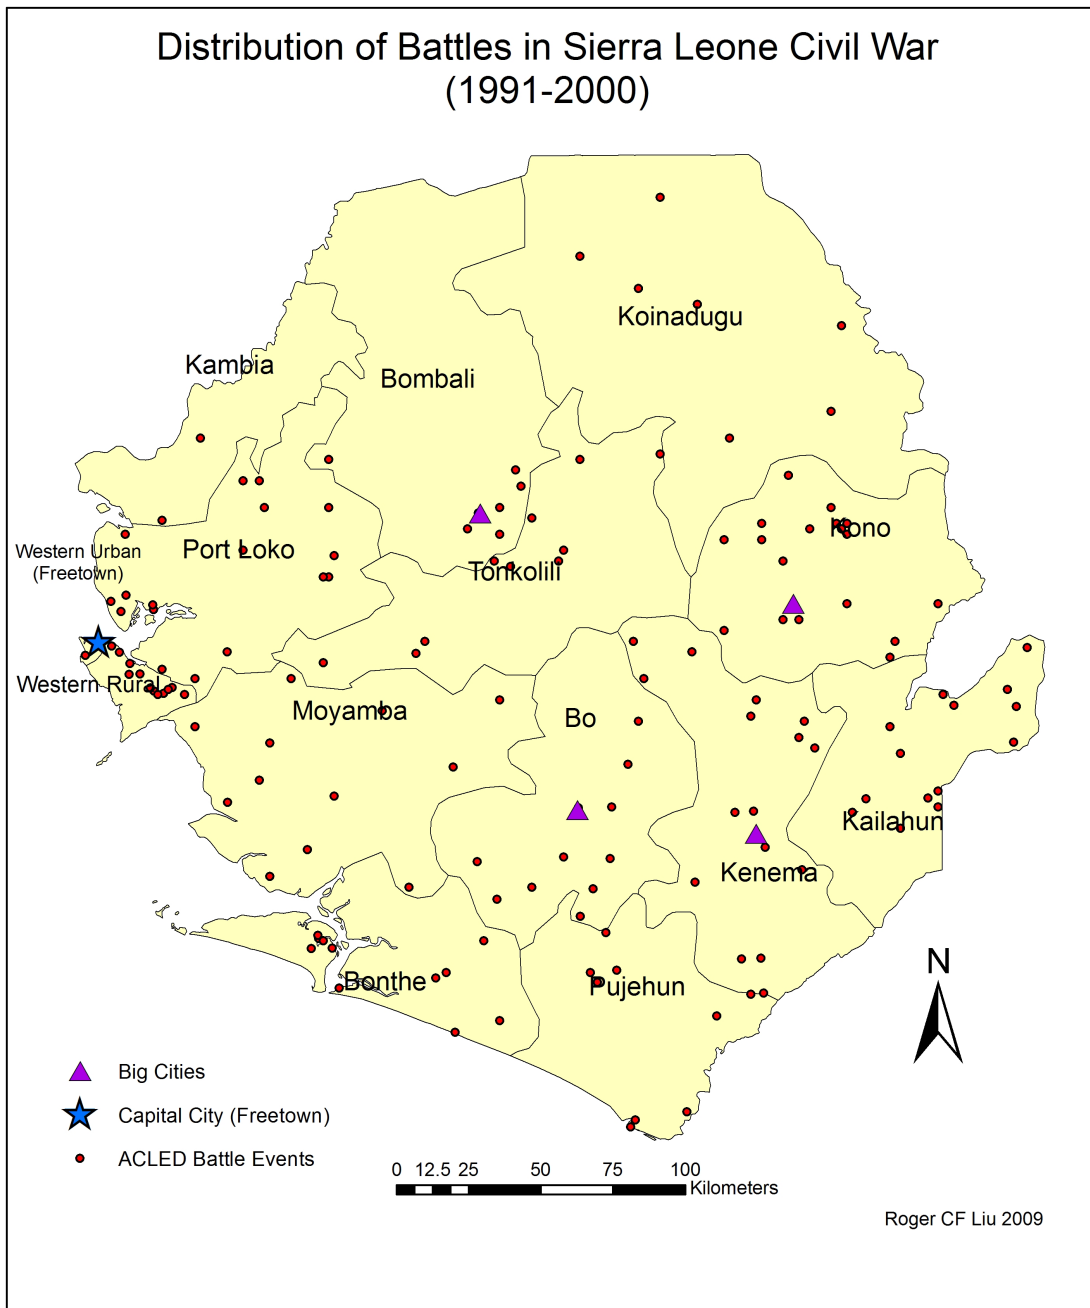 Distribution of Battles in Sierra Leone Civil War
(1991-2000)
Koinadugu
Kambia
Bombali
Kono
Western Urban
(Freetown)
Port Loko
Tonkolili
Western Rural
Moyamba
Bo
Kailahun
Kenema
Bonthe
Pujehun
N
Big Cities
Capital City (Freetown)
ACLED Battle Events
0 12.5 25 50 75 100
Kilometers
Roger CF Liu 2009